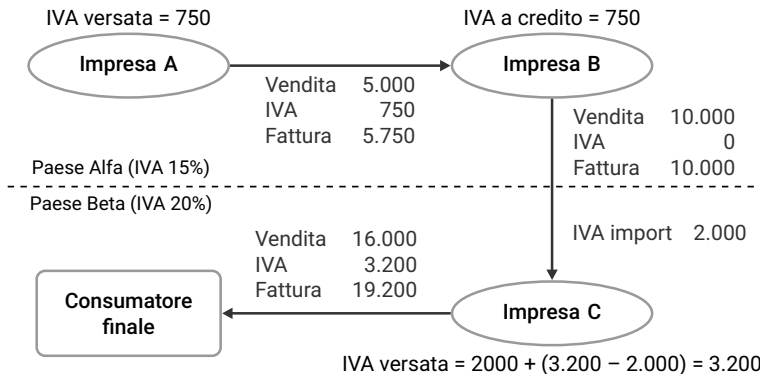 IVA versata = 750
IVA a credito = 750
Impresa A
Impresa B
Vendita 5.000
IVA 750
Fattura 5.750
Vendita 10.000
IVA 0
Fattura 10.000
Paese Alfa (IVA 15%)
Paese Beta (IVA 20%)
IVA import 2.000
Vendita 16.000
IVA 3.200
Fattura 19.200
Consumatore
finale
Impresa C
IVA versata = 2000 + (3.200 – 2.000) = 3.200